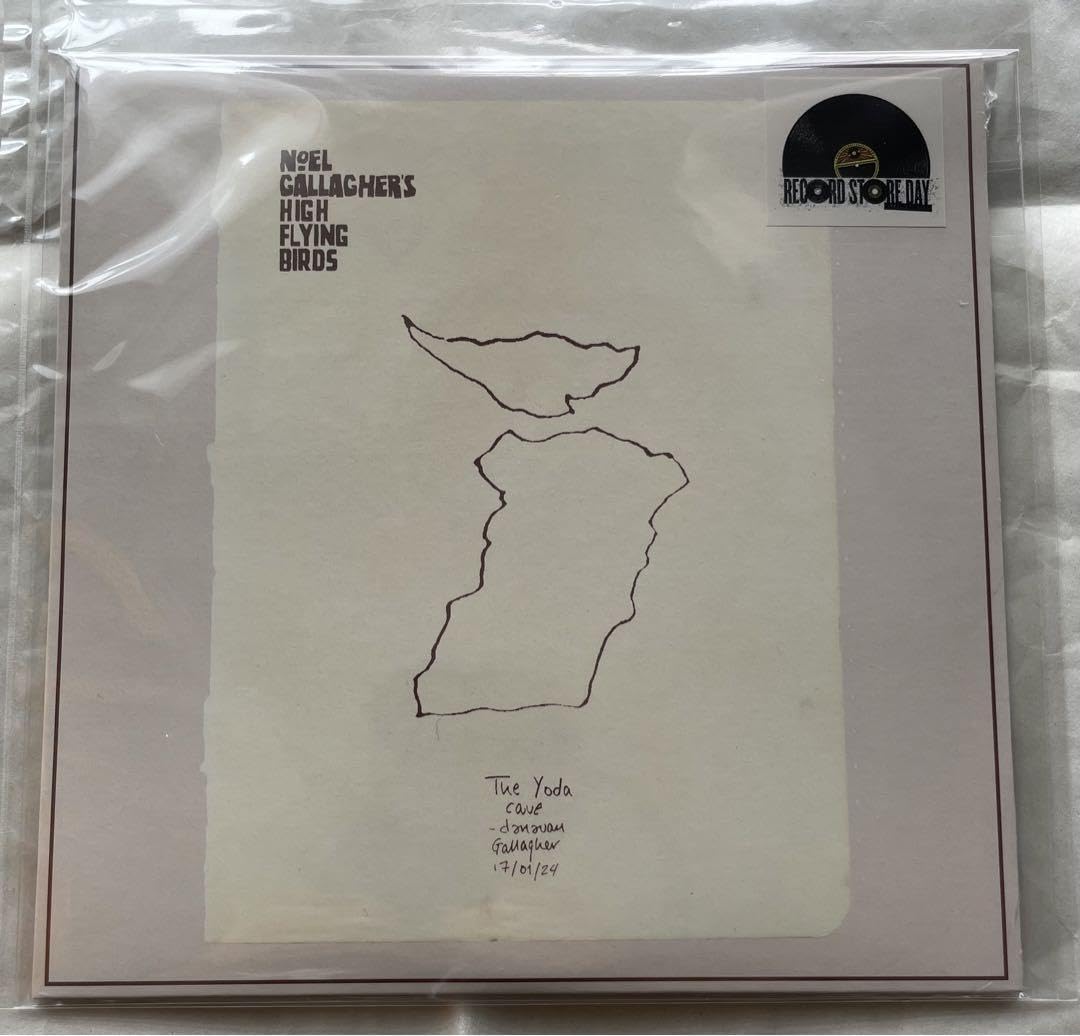 NOEL
GALLAGHER'S
HIGH
FLYING
BIRDS
RECORD STORE DAY
The Yoda
cave
-donovan
Gallagher
17/01/24